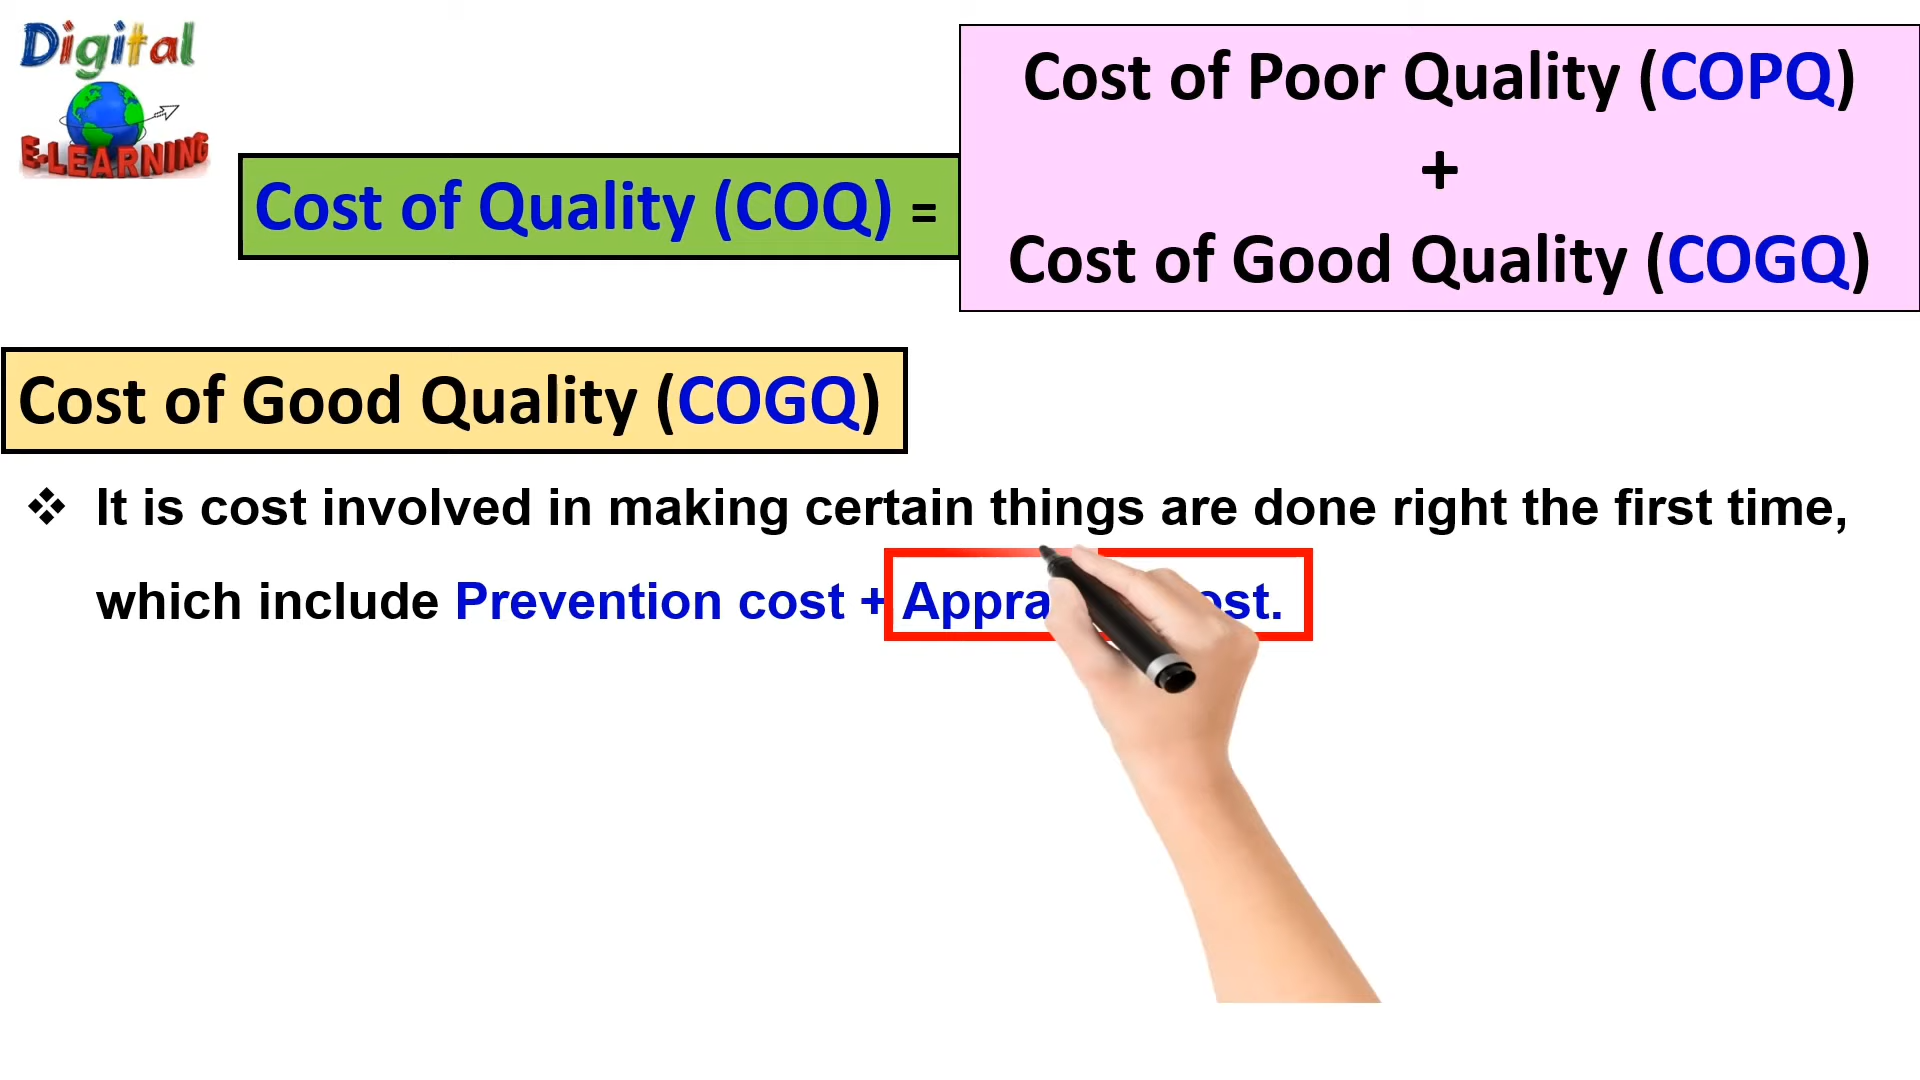 Digital
E-LEARNING
Cost of Quality (COQ) =
Cost of Poor Quality (COPQ)
+
Cost of Good Quality (COGQ)
Cost of Good Quality (COGQ)
❖ It is cost involved in making certain things are done right the first time,
which include Prevention cost + cost.